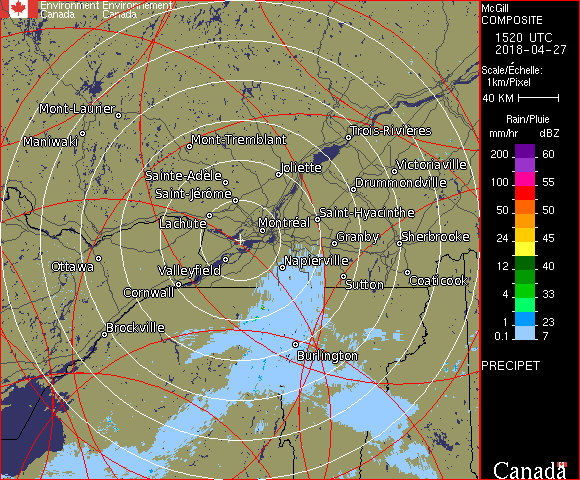 Environment Environnement
Canada Canada
McGill
COMPOSITE
1520 UTC
2018-04-27
Scale/Échelle:
1km/Pixel
40 KM
Rain/Pluie
mm/hr dBZ
200 60
150 57
100 55
50 50
24 45
12 40
4 33
1 23
0.1 7
PRECIPET
Canada
Mont-Laurier
Maniwaki
Mont-Tremblant
Trois-Rivières
Joliette
Victoriaville
Sainte-Adèle
Drummondville
Saint-Jérôme
Saint-Hyacinthe
Lachute
Montréal
Granby
Sherbrooke
Ottawa
Valleyfield
Napierville
Sutton
Coaticook
Cornwall
Brockville
Burlington